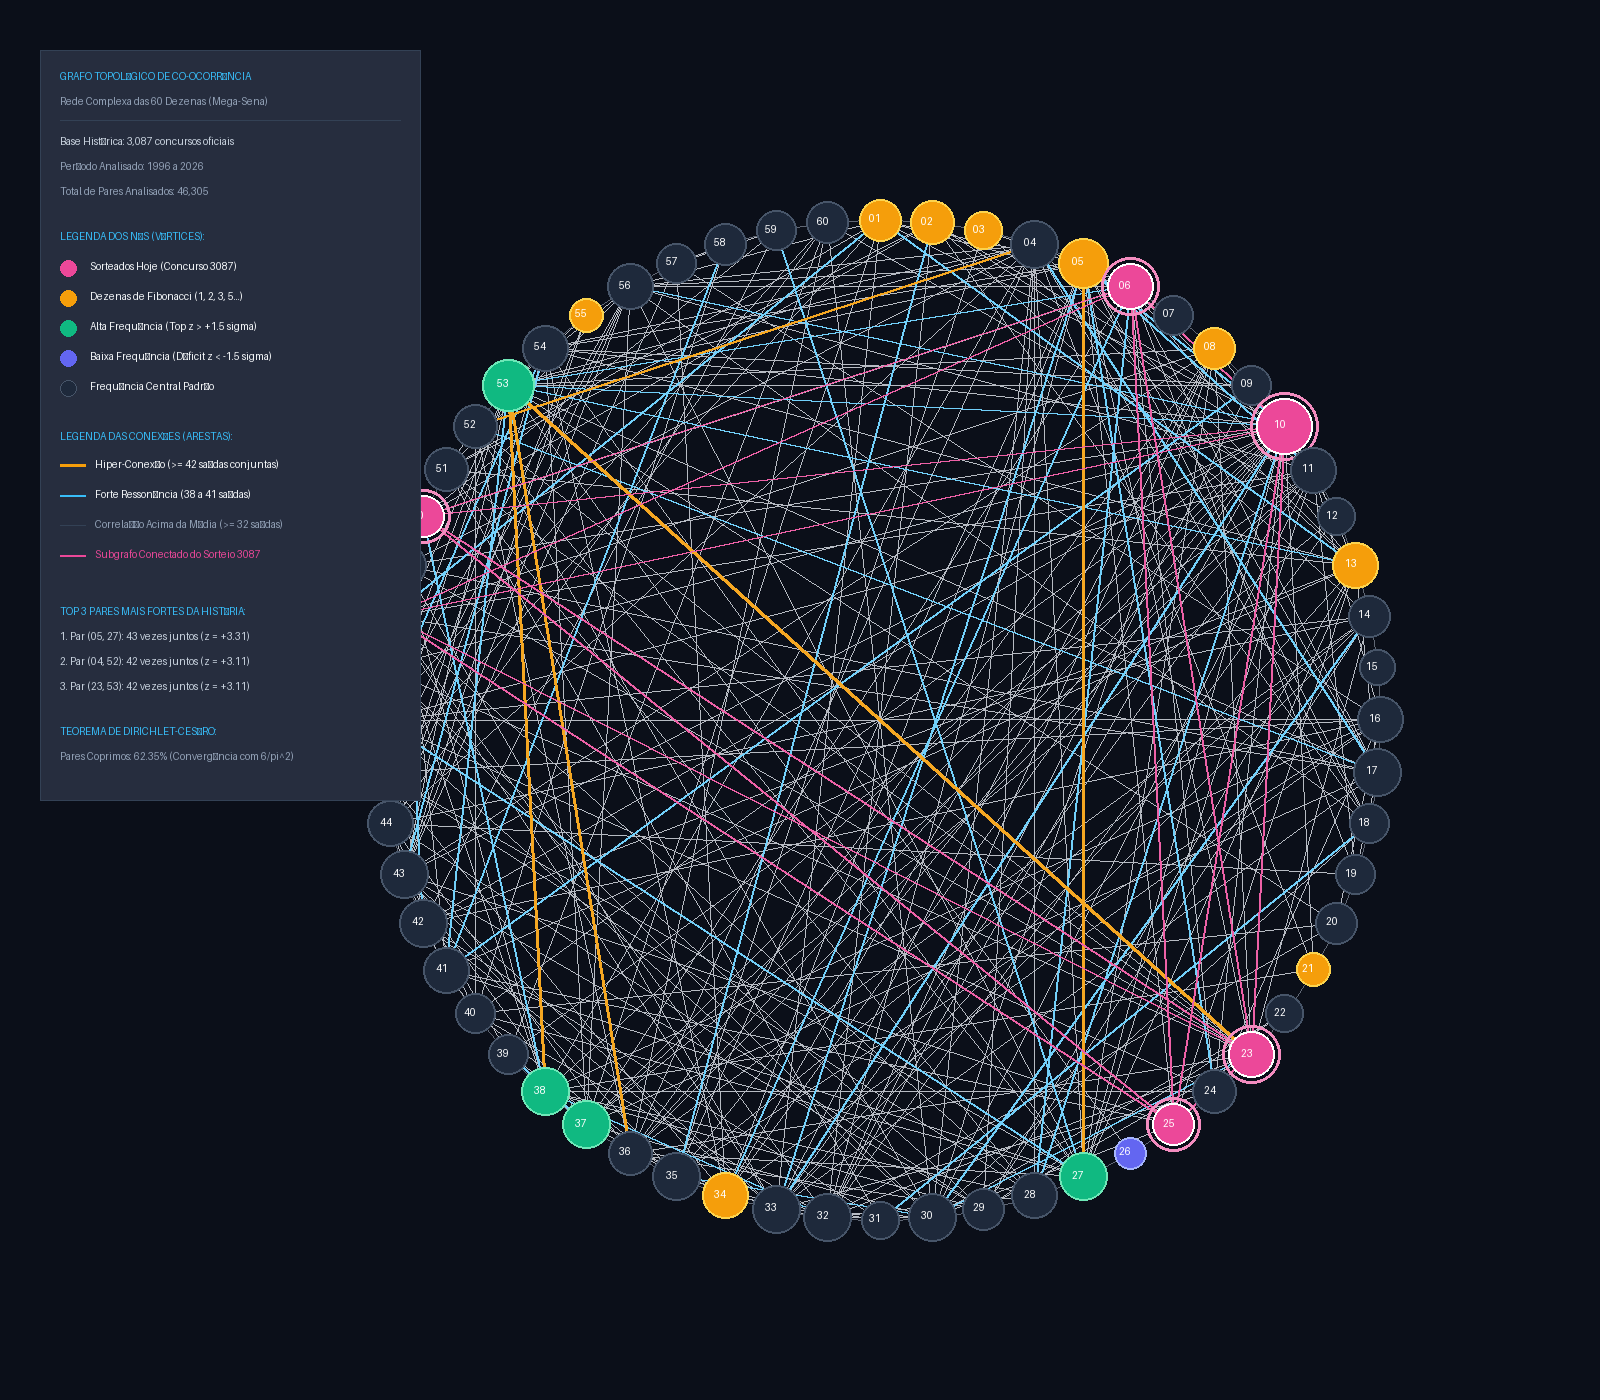 GRAFO TOPOL▯GICO DE CO-OCORR▯NCIA
Rede Complexa das 60 Dezenas (Mega-Sena)
Base Hist▯rica: 3,087 concursos oficiais
Per▯odo Analisado: 1996 a 2026
Total de Pares Analisados: 46,305
LEGENDA DOS N▯S (V▯RTICES):
Sorteados Hoje (Concurso 3087)
Dezenas de Fibonacci (1, 2, 3, 5...)
Alta Frequ▯ncia (Top z > +1.5 sigma)
Baixa Frequ▯ncia (D▯ficit z < -1.5 sigma)
Frequ▯ncia Central Padr▯o
LEGENDA DAS CONEX▯ES (ARESTAS):
Hiper-Conex▯o (>= 42 sa▯das conjuntas)
Forte Resson▯ncia (38 a 41 sa▯das)
Correla▯▯o Acima da M▯dia (>= 32 sa▯das)
Subgrafo Conectado do Sorteio 3087
TOP 3 PARES MAIS FORTES DA HIST▯RIA:
1. Par (05, 27): 43 vezes juntos (z = +3.31)
2. Par (04, 52): 42 vezes juntos (z = +3.11)
3. Par (23, 53): 42 vezes juntos (z = +3.11)
TEOREMA DE DIRICHLET-CES▯RO:
Pares Coprimos: 62.35% (Converg▯ncia com 6/pi^2)
01
02
03
04
05
06
07
08
09
10
11
12
13
14
15
16
17
18
19
20
21
22
23
24
25
26
27
28
29
30
31
32
33
34
35
36
37
38
39
40
41
42
43
44
51
52
53
54
55
56
57
58
59
60